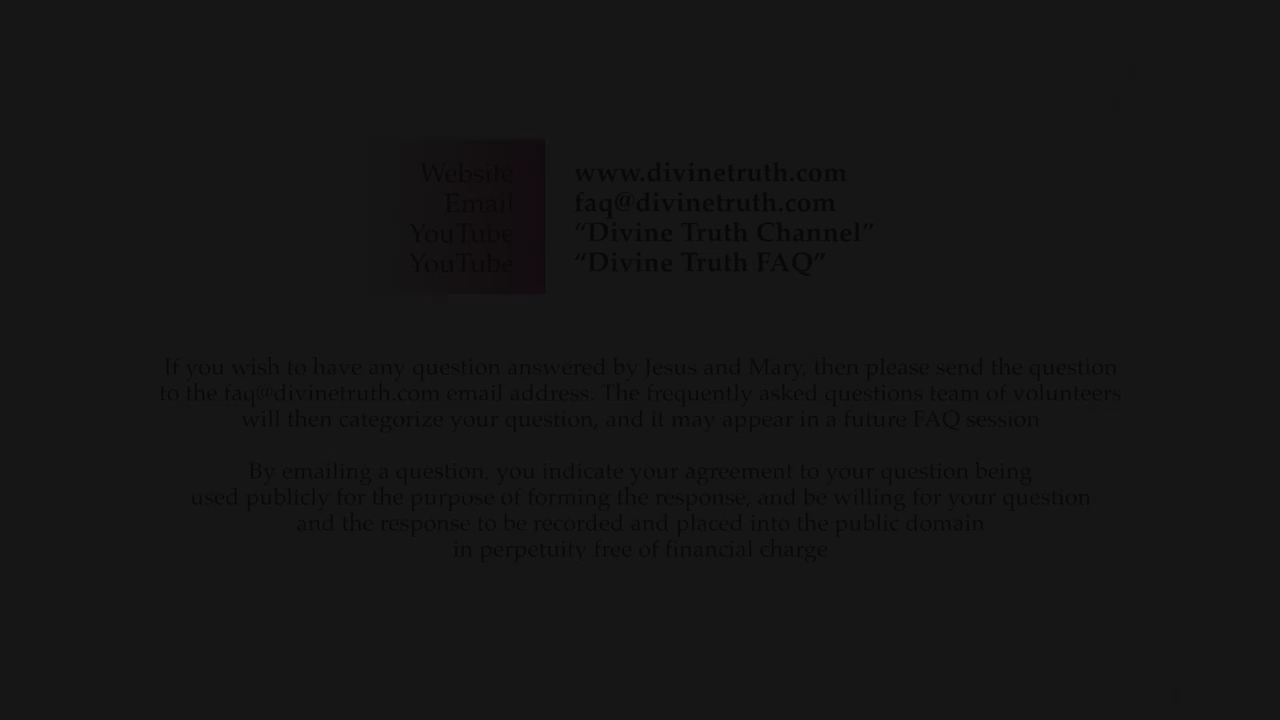 Website www.divinetruth.com
Email faq@divinetruth.com
YouTube “Divine Truth Channel”
YouTube “Divine Truth FAQ”
If you wish to have any question answered by Jesus and Mary, then please send the question
to the faq@divinetruth.com email address. The frequently asked questions team of volunteers
will then categorize your question, and it may appear in a future FAQ session
By emailing a question, you indicate your agreement to your question being
used publicly for the purpose of forming the response, and be willing for your question
and the response to be recorded and placed into the public domain
in perpetuity free of financial charge